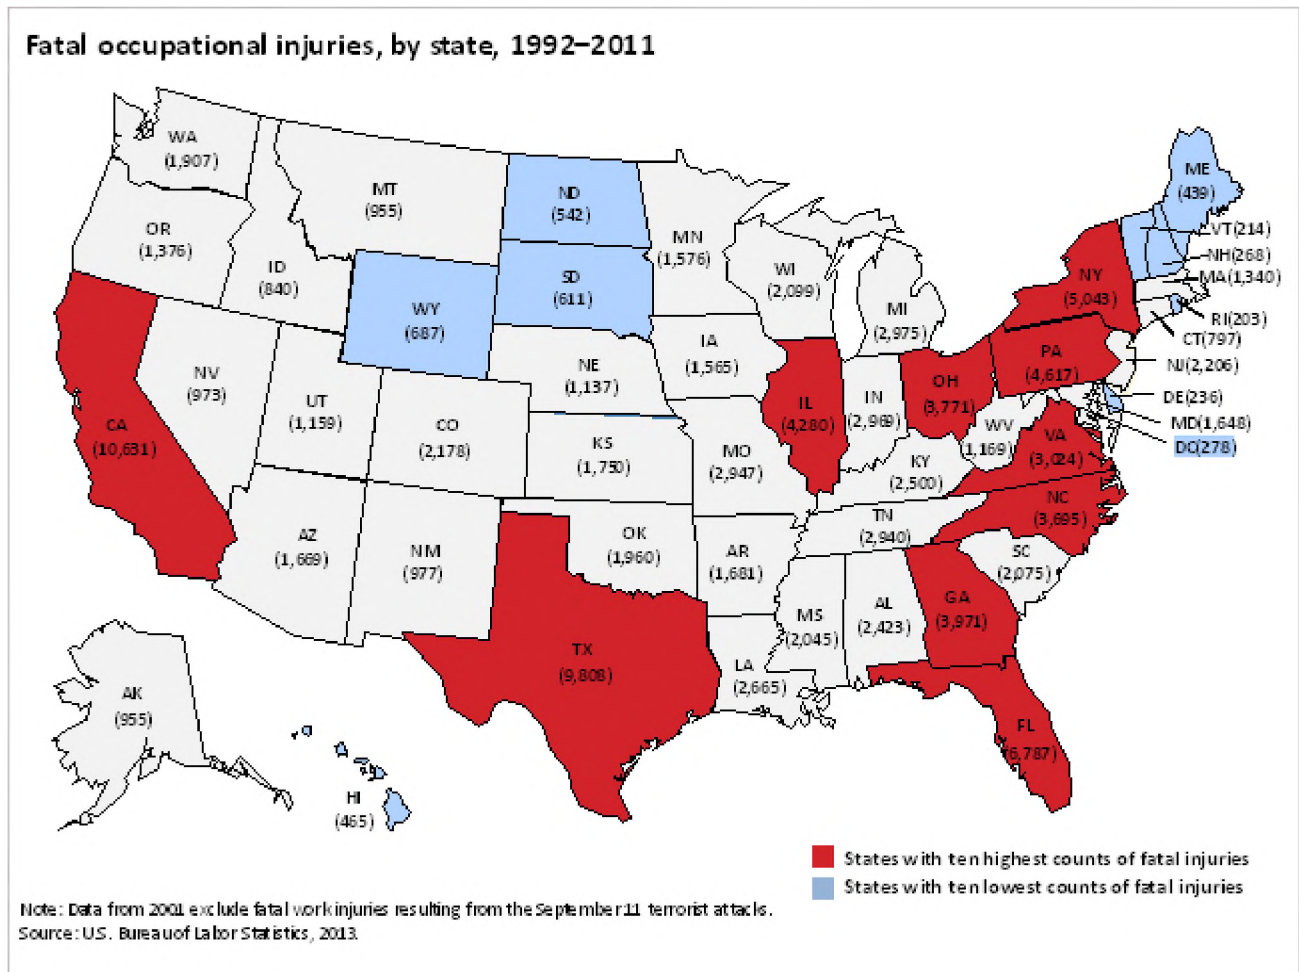 Fatal occupational injuries, by state, 1992–2011
WA
(1,907)
MT
(955)
ND
(542)
ME
(439)
OR
(1,376)
MN
(1,576)
VT(214)
NH(268)
MA(1,340)
ID
(840)
WI
(2,099)
NY
(5,043)
SD
(611)
WY
(687)
MI
(2,975)
RI(203)
CT(797)
NJ(2,206)
IA
(1,565)
PA
(4,617)
NE
(1,137)
NV
(973)
UT
(1,159)
OH
(3,771)
IL
(4,280)
IN
(2,969)
DE(236)
MD(1,648)
DC(278)
CA
(10,631)
CO
(2,178)
KS
(1,750)
MO
(2,947)
WV
1,169)
VA
(3,024)
KY
(2,500)
NC
(3,695)
TN
(2,940)
AZ
(1,669)
NM
(977)
OK
(1,960)
AR
(1,681)
SC
(2,075)
MS
(2,045)
AL
(2,423)
GA
(3,971)
TX
(9,808)
LA
(2,665)
AK
(955)
FL
(6,787)
HI
(465)
States with ten highest counts of fatal injuries
States with ten lowest counts of fatal injuries
Note: Data from 2001 exclude fatal work injuries resulting from the September 11 terrorist attacks.
Source: U.S. Bureau of Labor Statistics, 2013.